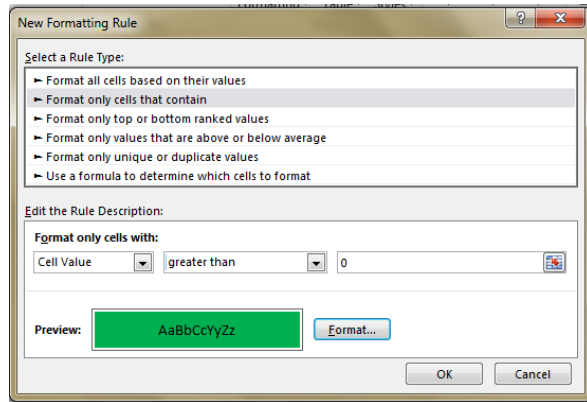 Formatting Table Styles
New Formatting Rule
Select a Rule Type:
► Format all cells based on their values
► Format only cells that contain
► Format only top or bottom ranked values
► Format only values that are above or below average
► Format only unique or duplicate values
► Use a formula to determine which cells to format
Edit the Rule Description:
Format only cells with:
Cell Value greater than 0
Preview: AaBbCcYyZz Format...
OK Cancel